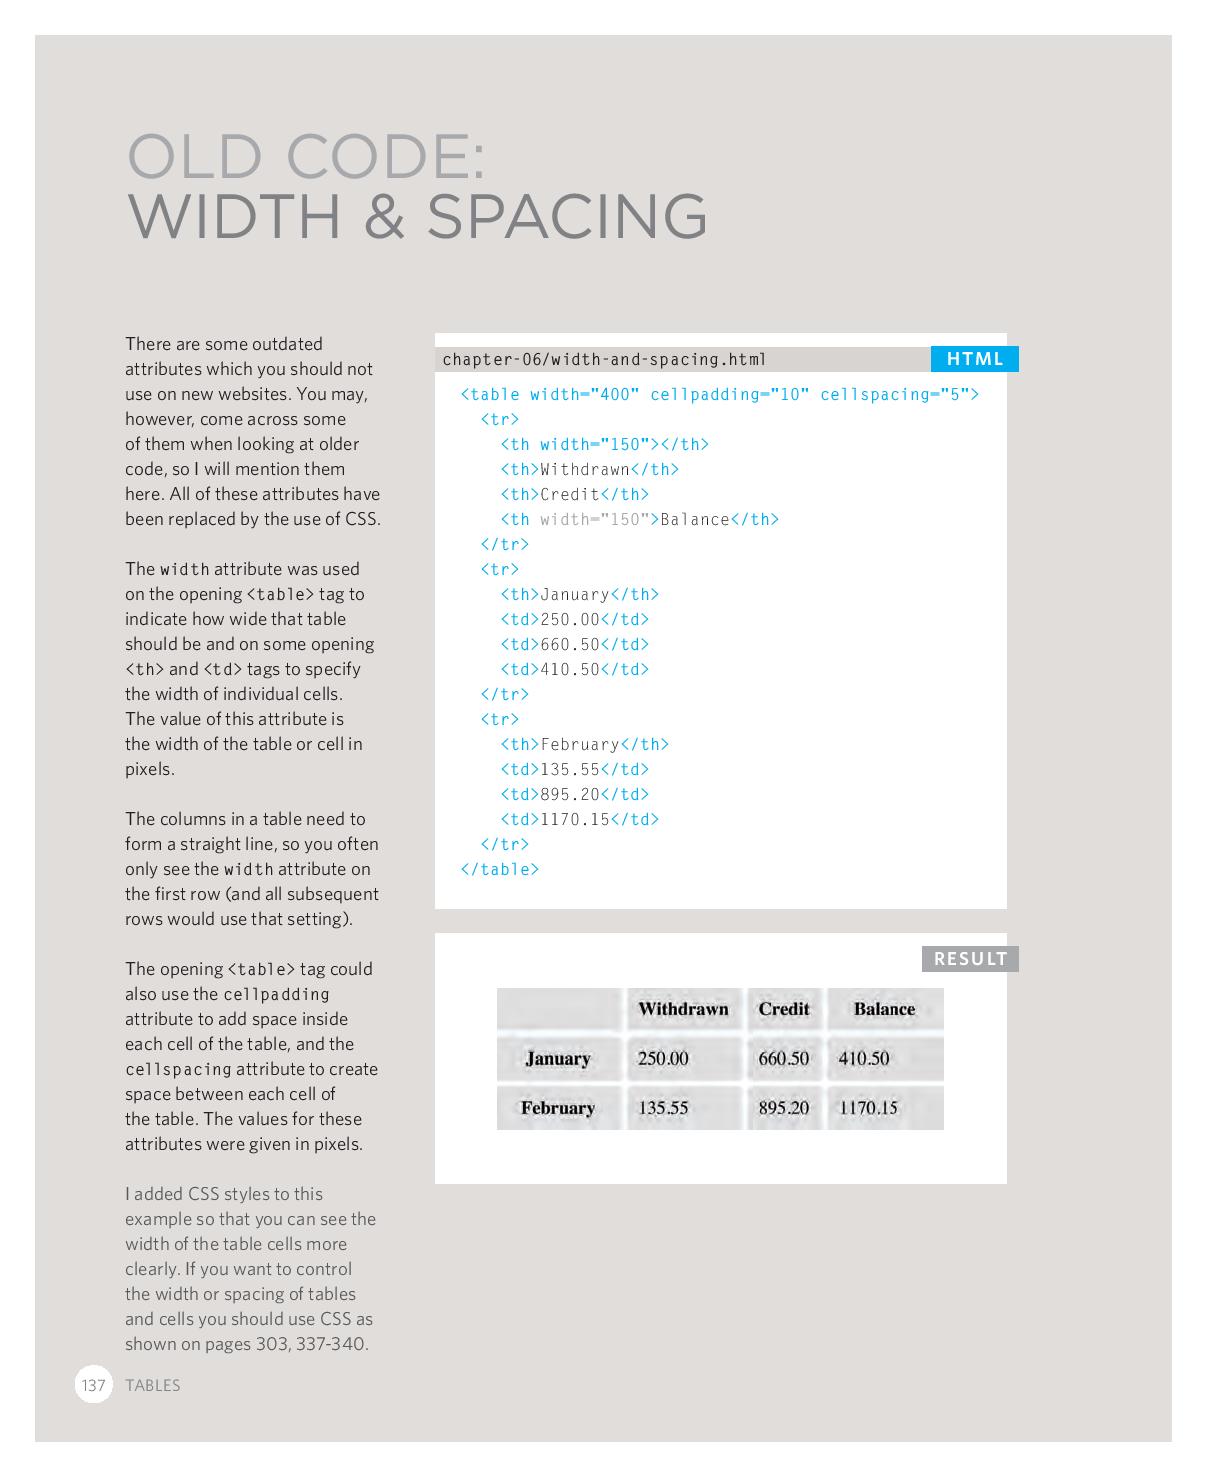 OLD CODE:
WIDTH & SPACING
There are some outdated
attributes which you should not
use on new websites. You may,
however, come across some
of them when looking at older
code, so I will mention them
here. All of these attributes have
been replaced by the use of CSS.
The width attribute was used
on the opening <table> tag to
indicate how wide that table
should be and on some opening
<th> and <td> tags to specify
the width of individual cells.
The value of this attribute is
the width of the table or cell in
pixels.
The columns in a table need to
form a straight line, so you often
only see the width attribute on
the first row (and all subsequent
rows would use that setting).
The opening <table> tag could
also use the cellpadding
attribute to add space inside
each cell of the table, and the
cellspacing attribute to create
space between each cell of
the table. The values for these
attributes were given in pixels.
I added CSS styles to this
example so that you can see the
width of the table cells more
clearly. If you want to control
the width or spacing of tables
and cells you should use CSS as
shown on pages 303, 337-340.
chapter-06/width-and-spacing.html HTML
<table width="400" cellpadding="10" cellspacing="5">
<tr>
<th width="150"></th>
<th>Withdrawn</th>
<th>Credit</th>
<th width="150">Balance</th>
</tr>
<tr>
<th>January</th>
<td>250.00</td>
<td>660.50</td>
<td>410.50</td>
</tr>
<tr>
<th>February</th>
<td>135.55</td>
<td>895.20</td>
<td>1170.15</td>
</tr>
</table>
RESULT
Withdrawn Credit Balance
January 250.00 660.50 410.50
February 135.55 895.20 1170.15
137 TABLES